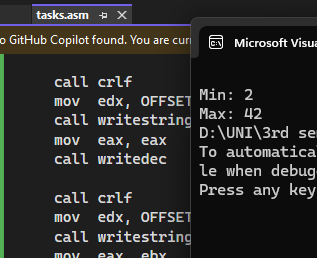 tasks.asm
o GitHub Copilot found. You are curr
call crlf
mov edx, OFFSET
call writestring
mov eax, eax
call writedec
call crlf
mov edx, OFFSET
call writestring
mov eax, ebx
Microsoft Visua
Min: 2
Max: 42
D:\UNI\3rd se
To automatical
le when debug
Press any key